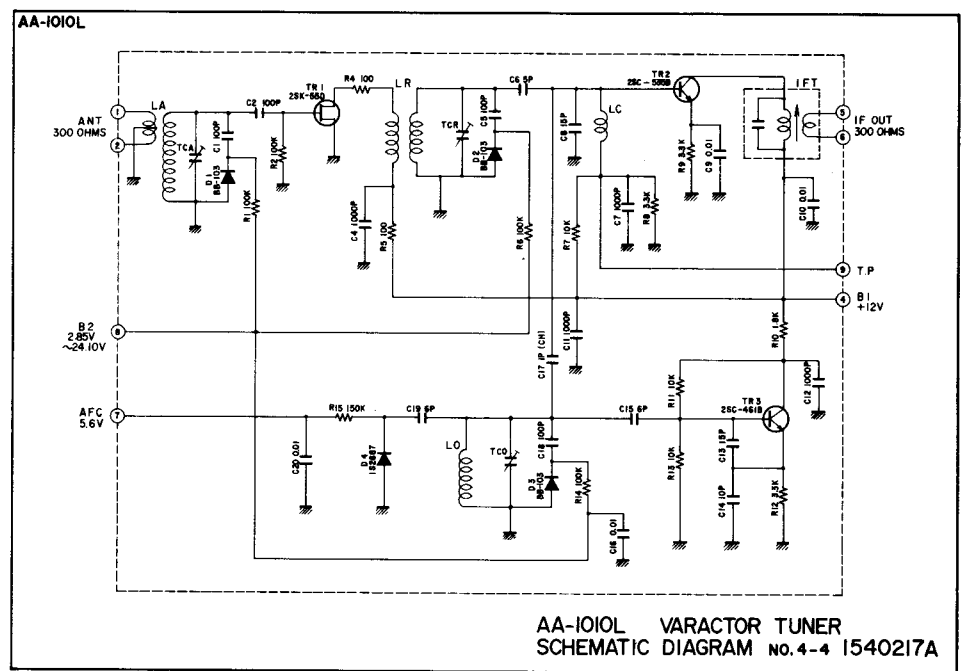 AA-1010L
1
ANT
300 OHMS
2
LA
TCA
C1 100P
D1
BB-103
R1 100K
C2 100P
R2 100K
TR1
2SK-55D
R4 100
LR
C4 1000P
R5 100
TCR
C5 100P
D2
BB-103
C6 5P
R6 100K
C8 15P
LC
R7 10K
C7 1000P
R8 3.3K
TR2
2SC-535B
R9 3.3K
C9 0.01
IFT
5
IF OUT
6
300 OHMS
C10 0.01
9
T.P
4
B1
+12V
B2
2.85V
~24.10V
8
C11 1000P
C17 1P (CH)
R10 1.8K
C12 1000P
AFC
5.6V
7
R15 150K
C20 0.01
D4
1S2687
C19 6P
LO
TCO
C18 100P
D3
BB-103
R14 100K
C16 0.01
C15 6P
R11 10K
R13 10K
TR3
2SC-461B
C13 15P
C14 10P
R12 3.3K
AA-1010L VARACTOR TUNER
SCHEMATIC DIAGRAM NO. 4-4 1540217A